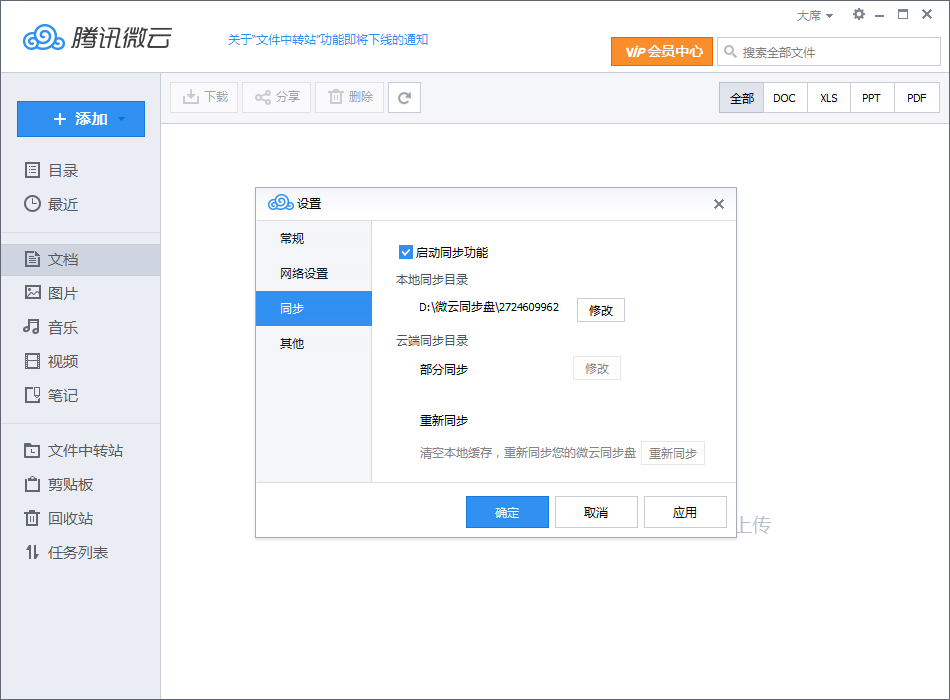 大席
腾讯微云
关于"文件中转站"功能即将下线的通知
VIP 会员中心
搜索全部文件
添加
下载
分享
删除
全部
DOC
XLS
PPT
PDF
目录
最近
文档
图片
音乐
视频
笔记
文件中转站
剪贴板
回收站
任务列表
设置
常规
网络设置
同步
其他
启动同步功能
本地同步目录
D:\微云同步盘\2724609962
修改
云端同步目录
部分同步
修改
重新同步
清空本地缓存，重新同步您的微云同步盘
重新同步
确定
取消
应用
上传